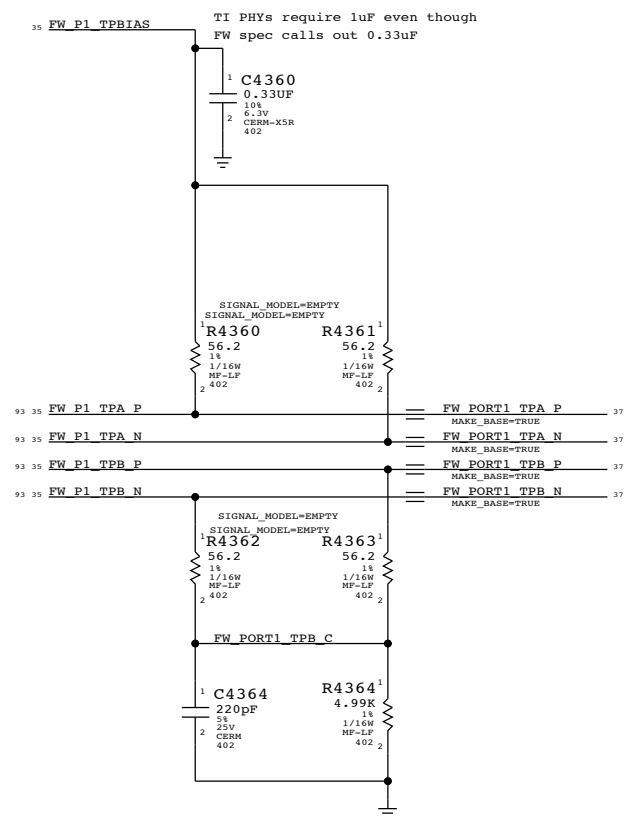 TI PHYs require 1uF even though
35 FW_P1_TPBIAS
FW spec calls out 0.33uF
1 C4360
0.33UF
10%
6.3V
2 CERM-X5R
402
SIGNAL_MODEL=EMPTY
SIGNAL_MODEL=EMPTY
1 R4360 R4361 1
56.2 56.2
1% 1%
1/16W 1/16W
MF-LF MF-LF
2 402 402 2
93 35 FW_P1_TPA_P FW_PORT1_TPA_P 37
MAKE_BASE=TRUE
93 35 FW_P1_TPA_N FW_PORT1_TPA_N 37
MAKE_BASE=TRUE
93 35 FW_P1_TPB_P FW_PORT1_TPB_P 37
MAKE_BASE=TRUE
93 35 FW_P1_TPB_N FW_PORT1_TPB_N 37
MAKE_BASE=TRUE
SIGNAL_MODEL=EMPTY
SIGNAL_MODEL=EMPTY
1 R4362 R4363 1
56.2 56.2
1% 1%
1/16W 1/16W
MF-LF MF-LF
2 402 402 2
FW_PORT1_TPB_C
1 C4364 R4364 1
220pF 4.99K
5% 1%
25V 1/16W
2 CERM MF-LF
402 402 2